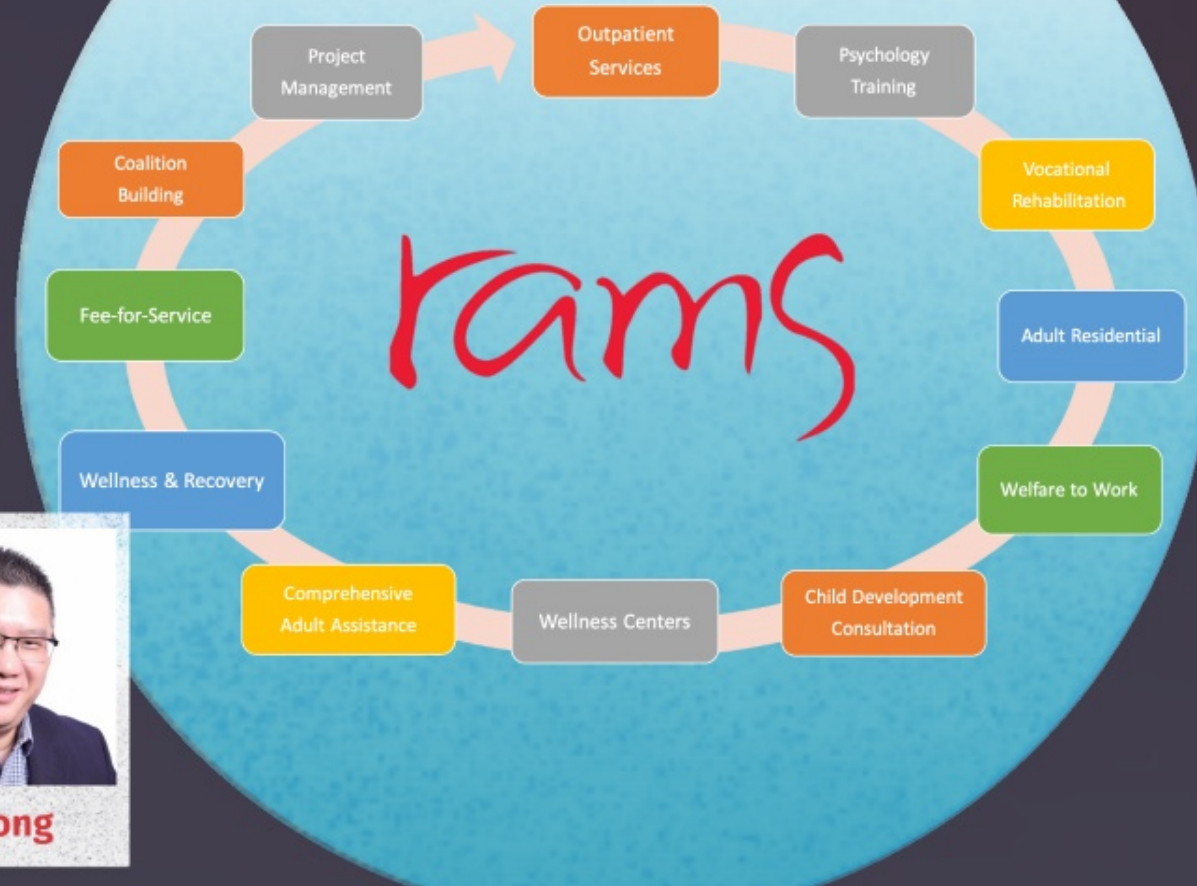 Outpatient
Services
Psychology
Training
Vocational
Rehabilitation
Adult Residential
Welfare to Work
Child Development
Consultation
Wellness Centers
Comprehensive
Adult Assistance
Wellness & Recovery
Fee-for-Service
Coalition
Building
Project
Management
rams
ong